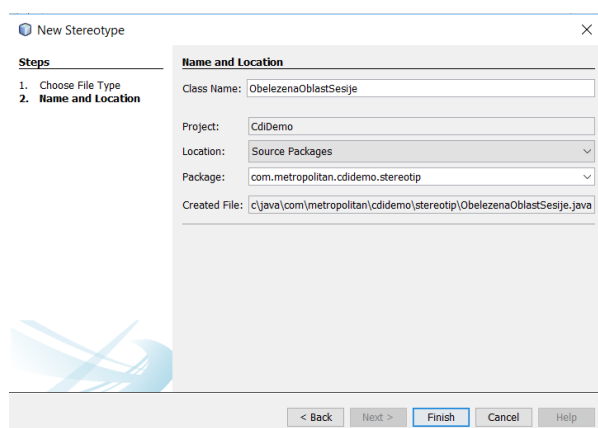 New Stereotype
Steps
1. Choose File Type
2. Name and Location
Name and Location
Class Name: ObelezenaOblastSesije
Project: CdiDemo
Location: Source Packages
Package: com.metropolitan.cdidemo.stereotip
Created File: c\java\com\metropolitan\cdidemo\stereotip\ObelezenaOblastSesije.java
< Back Next > Finish Cancel Help